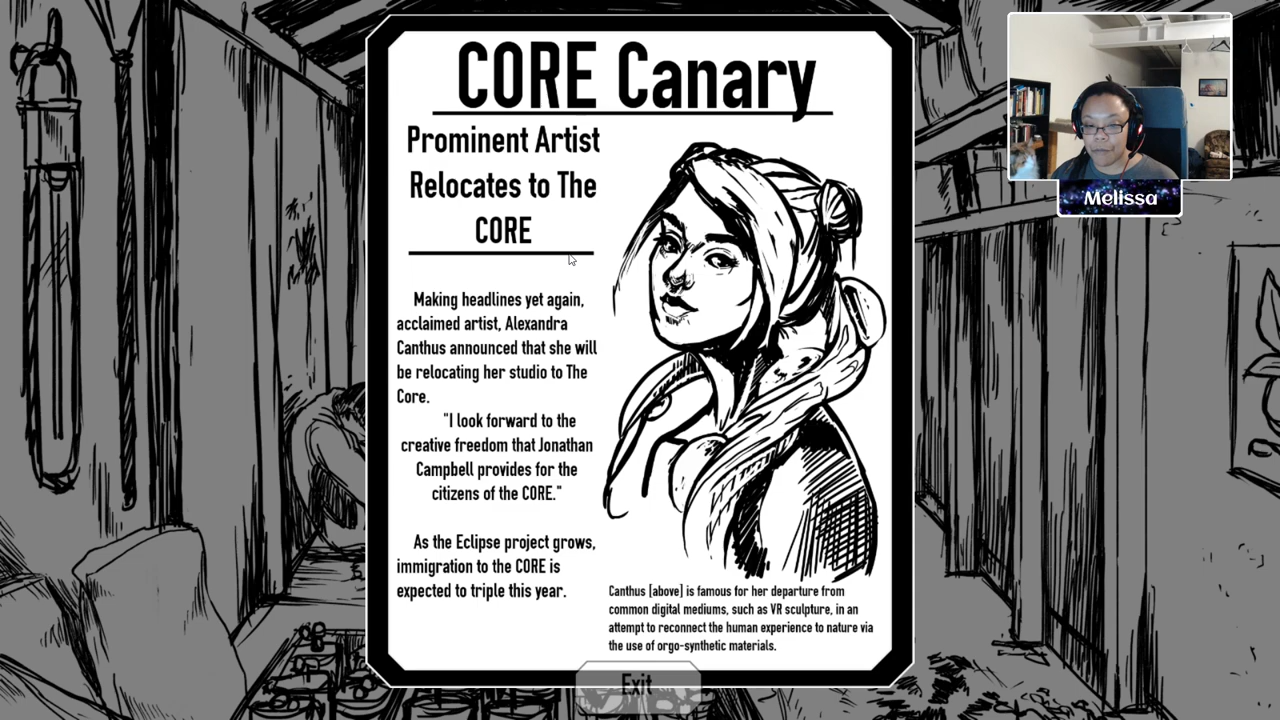 CORE Canary
Prominent Artist
Relocates to The
CORE
Making headlines yet again,
acclaimed artist, Alexandra
Canthus announced that she will
be relocating her studio to The
Core.
"I look forward to the
creative freedom that Jonathan
Campbell provides for the
citizens of the CORE."
As the Eclipse project grows,
immigration to the CORE is
expected to triple this year.
Canthus [above] is famous for her departure from
common digital mediums, such as VR sculpture, in an
attempt to reconnect the human experience to nature via
the use of orgo-synthetic materials.
Exit
Melissa